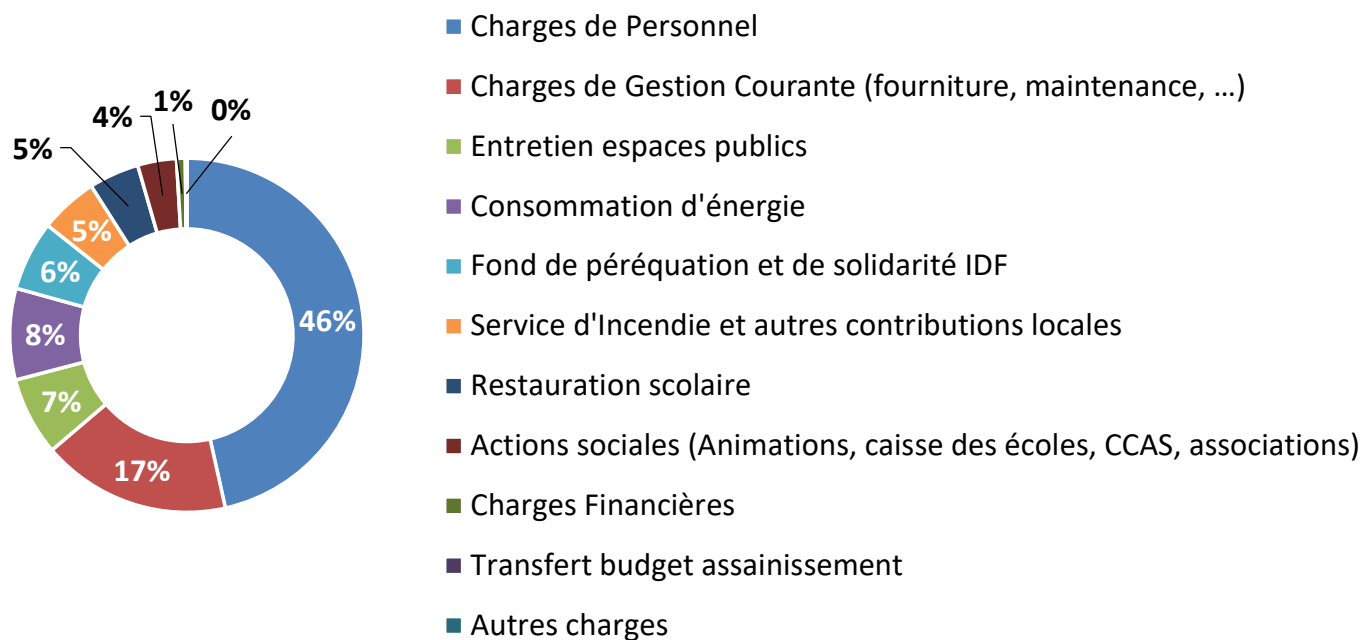 Charges de Personnel
Charges de Gestion Courante (fourniture, maintenance, ...)
Entretien espaces publics
Consommation d'énergie
Fond de péréquation et de solidarité IDF
Service d'Incendie et autres contributions locales
Restauration scolaire
Actions sociales (Animations, caisse des écoles, CCAS, associations)
Charges Financières
Transfert budget assainissement
Autres charges
46%
17%
7%
8%
6%
5%
5%
4%
1%
0%